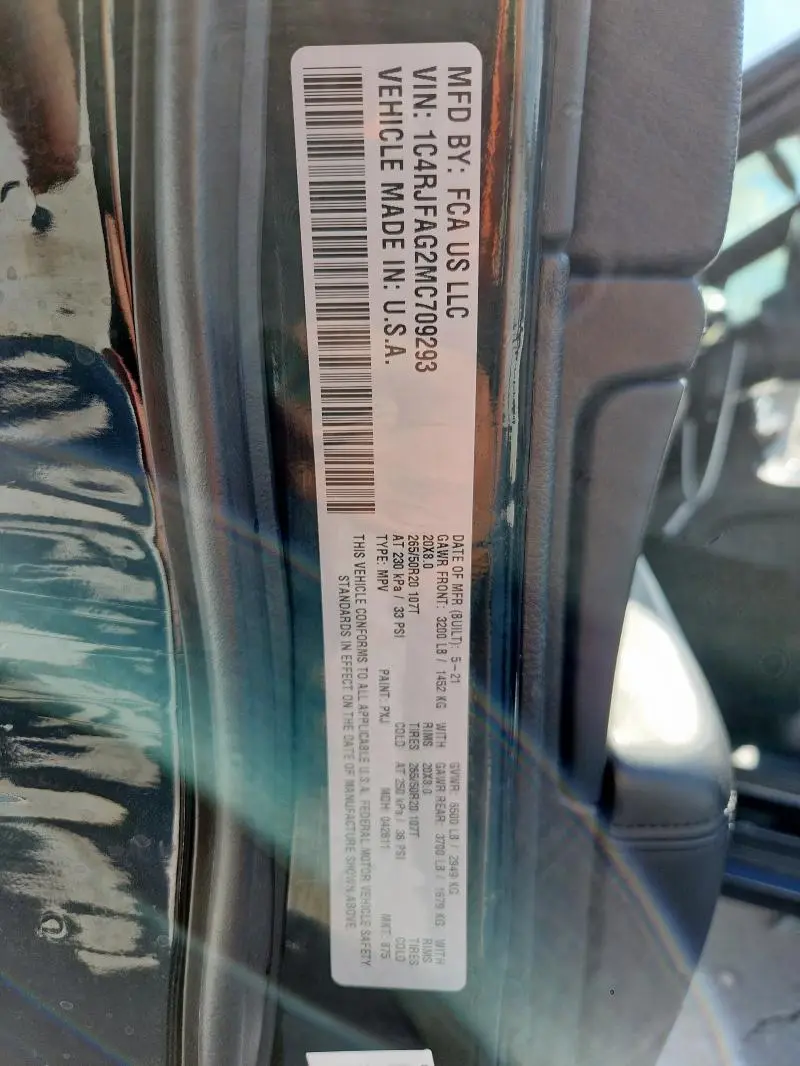 MFD BY: FCA US LLC
VIN: 1C4RJFAG2MC709293
VEHICLE MADE IN: U.S.A.
DATE OF MFR (BUILT): 5-21 GVWR: 6500 LB / 2949 KG
GAWR FRONT: 3200 LB / 1452 KG WITH GAWR REAR: 3700 LB / 1679 KG WITH
20X8.0 RIMS 20X8.0 RIMS
265/50R20 107T TIRES 265/50R20 107T TIRES
AT 230 kPa / 33 PSI COLD AT 250 kPa / 36 PSI COLD
TYPE: MPV PAINT: PXJ MDH: 042611 MKT: 875
THIS VEHICLE CONFORMS TO ALL APPLICABLE U.S.A. FEDERAL MOTOR VEHICLE SAFETY
STANDARDS IN EFFECT ON THE DATE OF MANUFACTURE SHOWN ABOVE